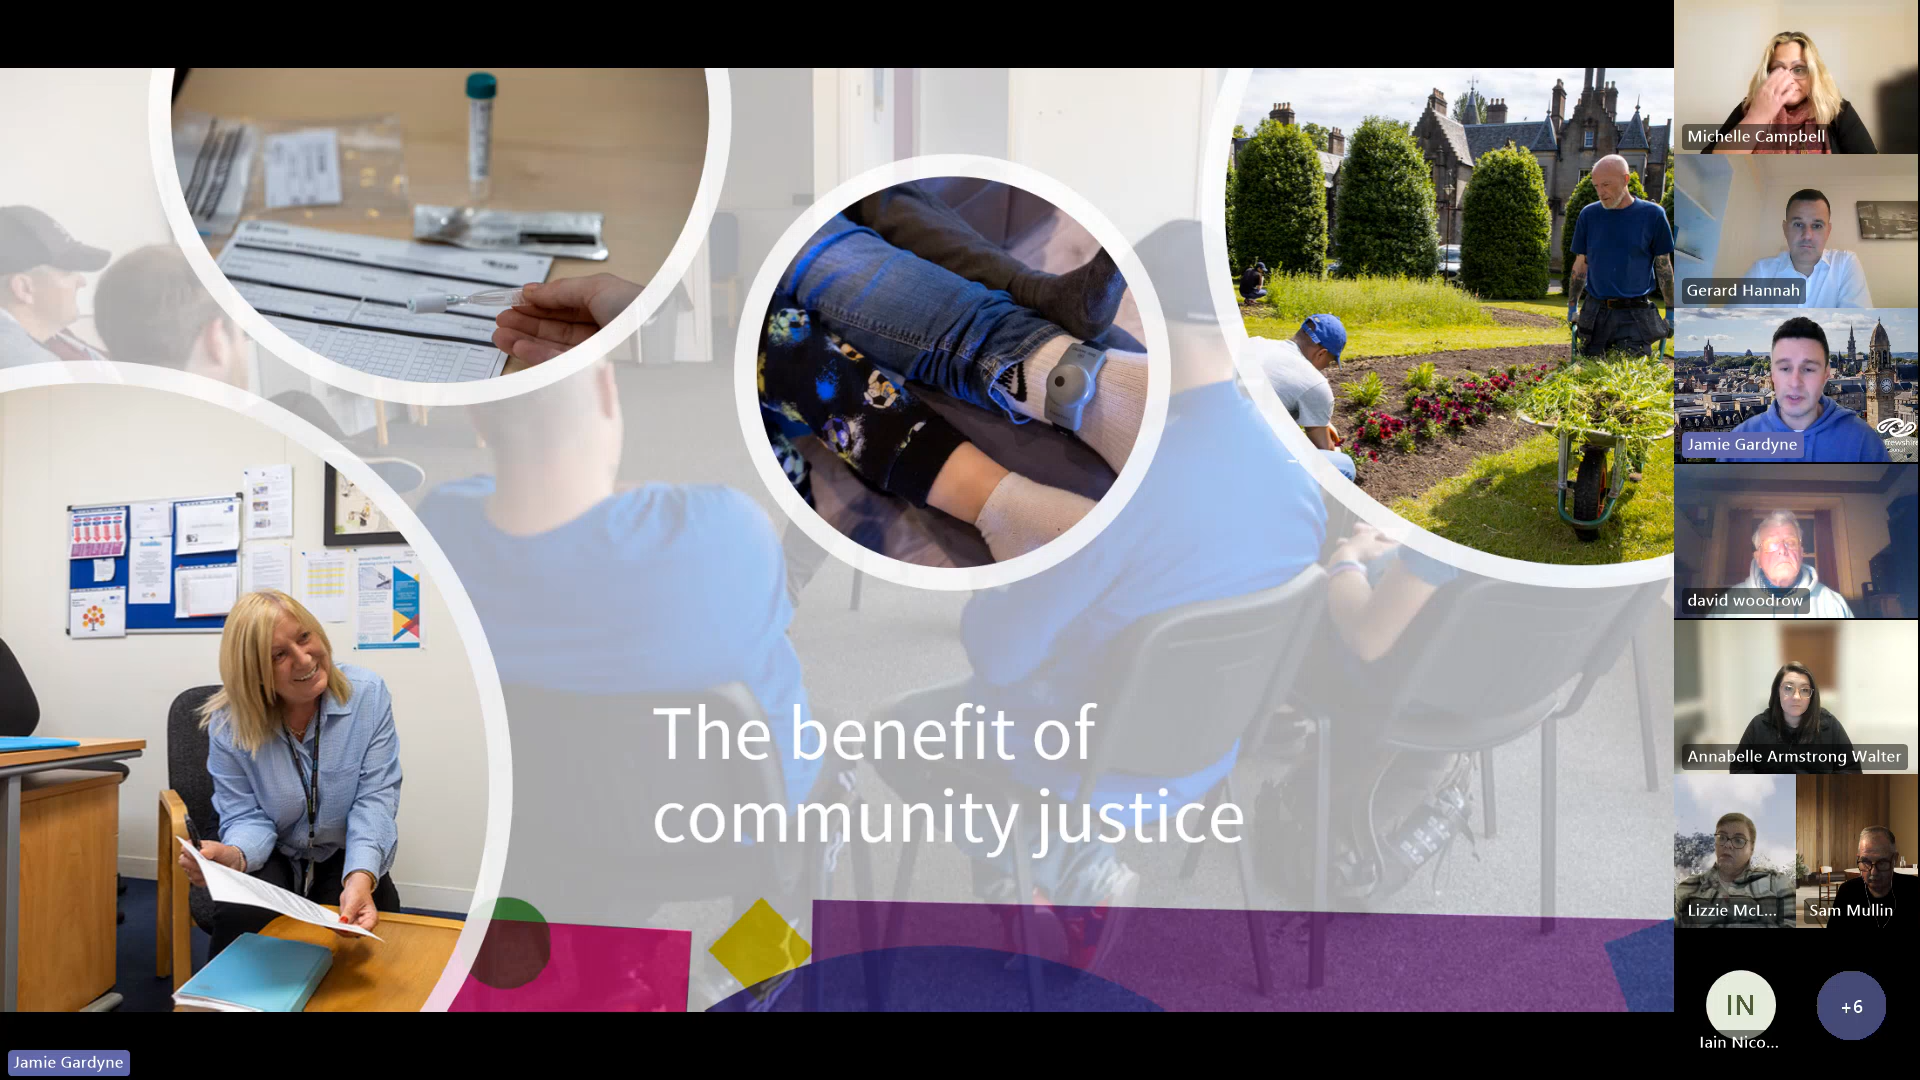 The benefit of
community justice
Michelle Campbell
Gerard Hannah
Jamie Gardyne
david woodrow
Annabelle Armstrong Walter
Lizzie McL...
Sam Mullin
IN
Iain Nico...
+6
Jamie Gardyne